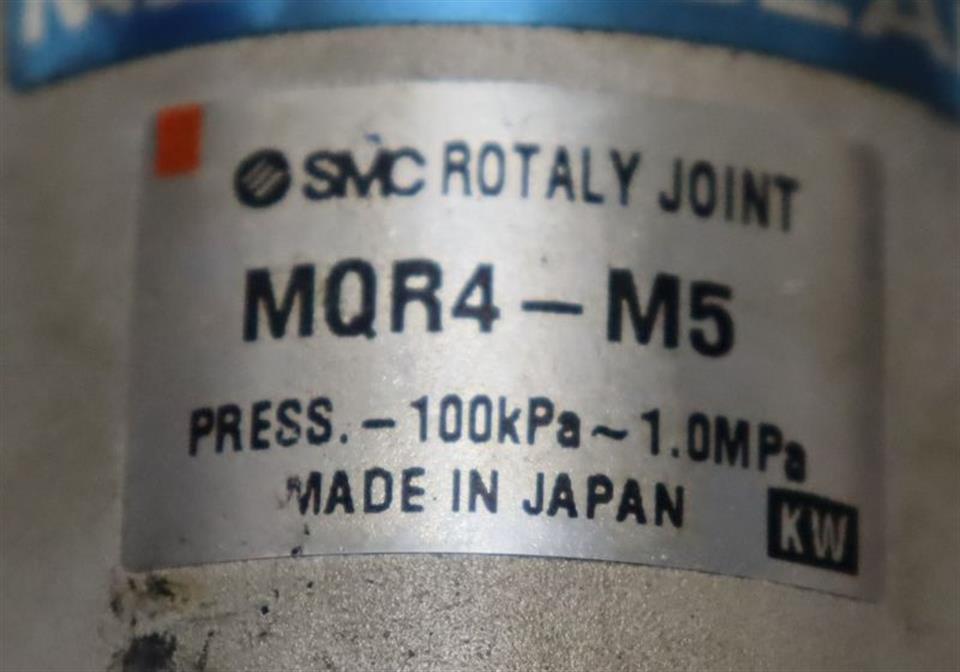 SMC ROTALY JOINT
MQR4-M5
PRESS. -100kPa~1.0MPa
MADE IN JAPAN
KW